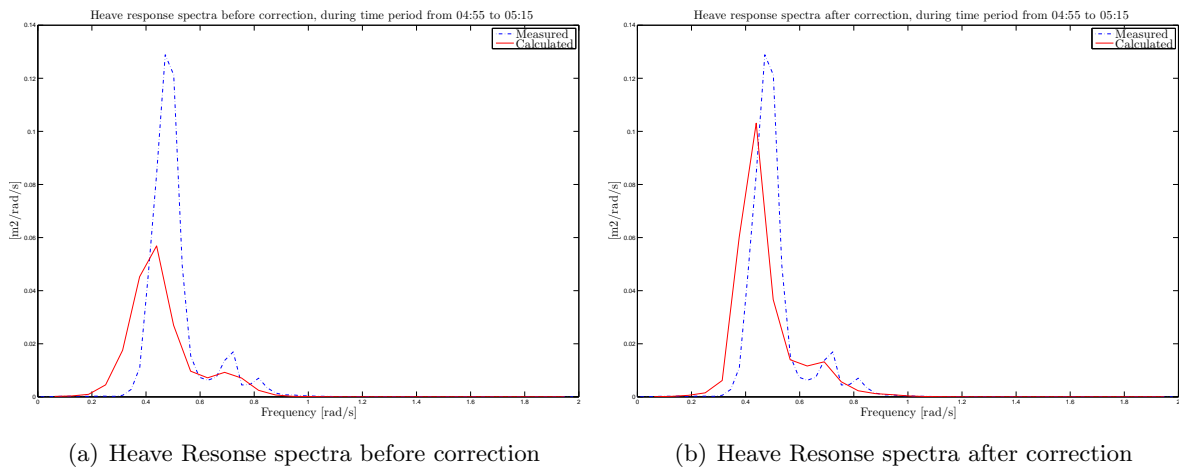 Heave response spectra before correction, during time period from 04:55 to 05:15
0.14
0.12
0.1
0.08
0.06
0.04
0.02
0
[m2/rad/s]
Measured
Calculated
0 0.2 0.4 0.6 0.8 1 1.2 1.4 1.6 1.8 2
Frequency [rad/s]
(a) Heave Resonse spectra before correction
Heave response spectra after correction, during time period from 04:55 to 05:15
0.14
0.12
0.1
0.08
0.06
0.04
0.02
0
[m2/rad/s]
Measured
Calculated
0 0.2 0.4 0.6 0.8 1 1.2 1.4 1.6 1.8 2
Frequency [rad/s]
(b) Heave Resonse spectra after correction